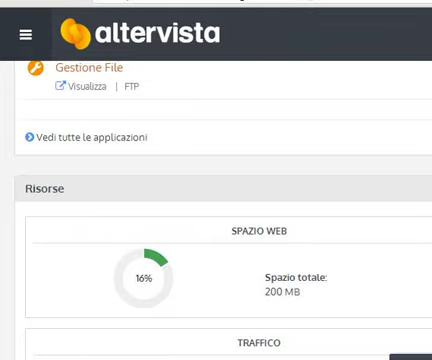 altervista
Gestione File
Visualizza | FTP
Vedi tutte le applicazioni
Risorse
SPAZIO WEB
16%
Spazio totale:
200 MB
TRAFFICO